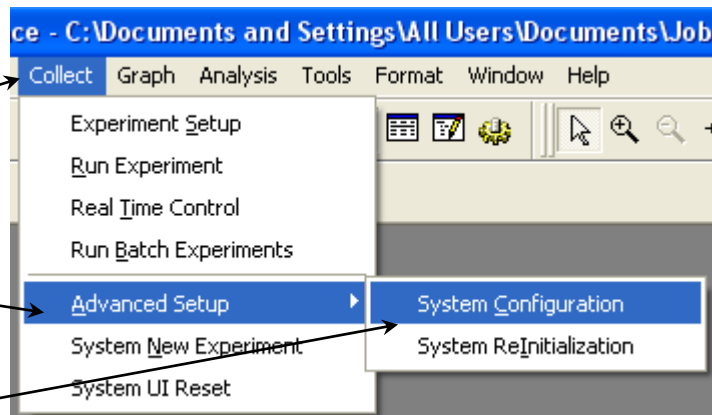 ce - C:\Documents and Settings\All Users\Documents\Job
Collect Graph Analysis Tools Format Window Help
Experiment Setup
Run Experiment
Real Time Control
Run Batch Experiments
Advanced Setup
System Configuration
System New Experiment
System ReInitialization
System UI Reset